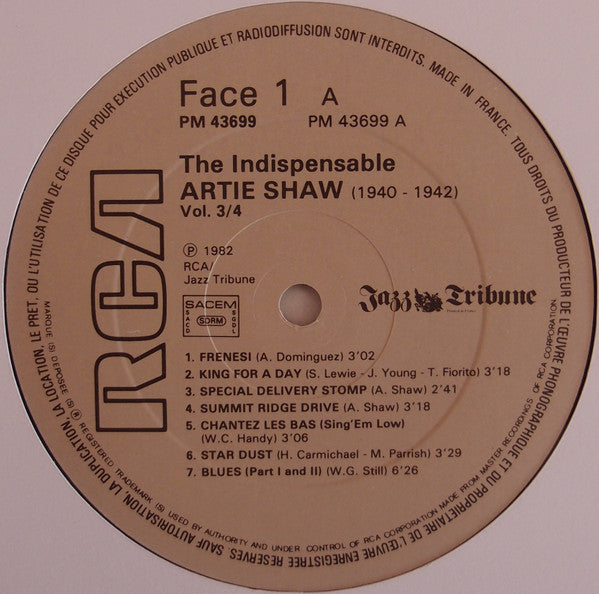 MADE IN FRANCE. TOUS DROITS DU PRODUCTEUR DE L'ŒUVRE PHONOGRAPHIQUE ET DU PROPRIETAIRE DE L'ŒUVRE ENREGISTREE RESERVES. SAUF AUTORISATION, LA DUPLICATION, LA LOCATION, LE PRET, OU L'UTILISATION DE CE DISQUE POUR EXECUTION PUBLIQUE ET RADIODIFFUSION SONT INTERDITS.
Face 1 A
PM 43699 PM 43699 A
The Indispensable
ARTIE SHAW (1940 - 1942)
Vol. 3/4
RCA
℗ 1982
RCA/
Jazz Tribune
SACEM
SACD SDRM SGDL
Jazz Tribune
1. FRENESI (A. Dominguez) 3'02
2. KING FOR A DAY (S. Lewie - J. Young - T. Fiorito) 3'18
3. SPECIAL DELIVERY STOMP (A. Shaw) 2'41
4. SUMMIT RIDGE DRIVE (A. Shaw) 3'18
5. CHANTEZ LES BAS (Sing'Em Low)
(W.C. Handy) 3'06
6. STAR DUST (H. Carmichael - M. Parrish) 3'29
7. BLUES (Part I and II) (W.G. Still) 6'26
MARQUE (S) DEPOSEE (S) ® REGISTERED TRADEMARK (S) USED BY AUTHORITY AND UNDER CONTROL OF RCA CORPORATION MADE FROM MASTER RECORDINGS OF RCA CORPORATION